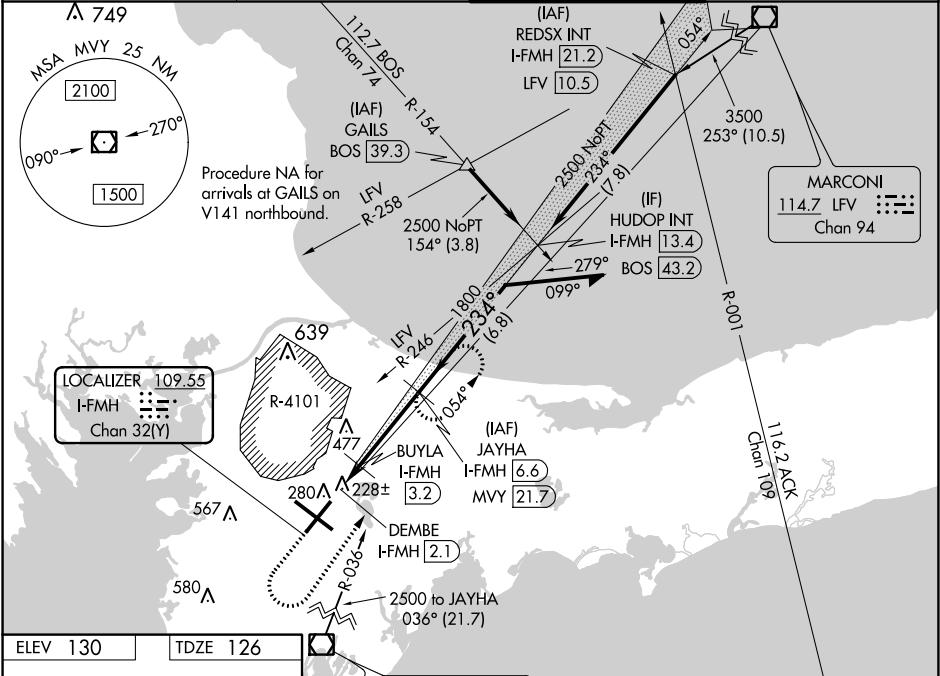 749
MSA MVY 25 NM
2100
090°
270°
1500
112.7 BOS
Chan 74
R-154
(IAF)
GAILS
BOS 39.3
Procedure NA for
arrivals at GAILS on
V141 northbound.
LFV
R-258
2500 NoPT
154° (3.8)
(IAF)
REDSX INT
I-FMH 21.2
LFV 10.5
054°
3500
253° (10.5)
2500 NoPT
234°
(7.8)
MARCONI
114.7 LFV
Chan 94
(IF)
HUDOP INT
I-FMH 13.4
BOS 43.2
279°
099°
1800
234°
(6.8)
LFV
R-246
054°
R-001
116.2 ACK
Chan 109
639
R-4101
LOCALIZER 109.55
I-FMH
Chan 32(Y)
477
BUYLA
I-FMH
3.2
(IAF)
JAYHA
I-FMH 6.6
MVY 21.7
280
228±
567
DEMBE
I-FMH 2.1
R-036
580
2500 to JAYHA
036° (21.7)
ELEV 130
TDZE 126